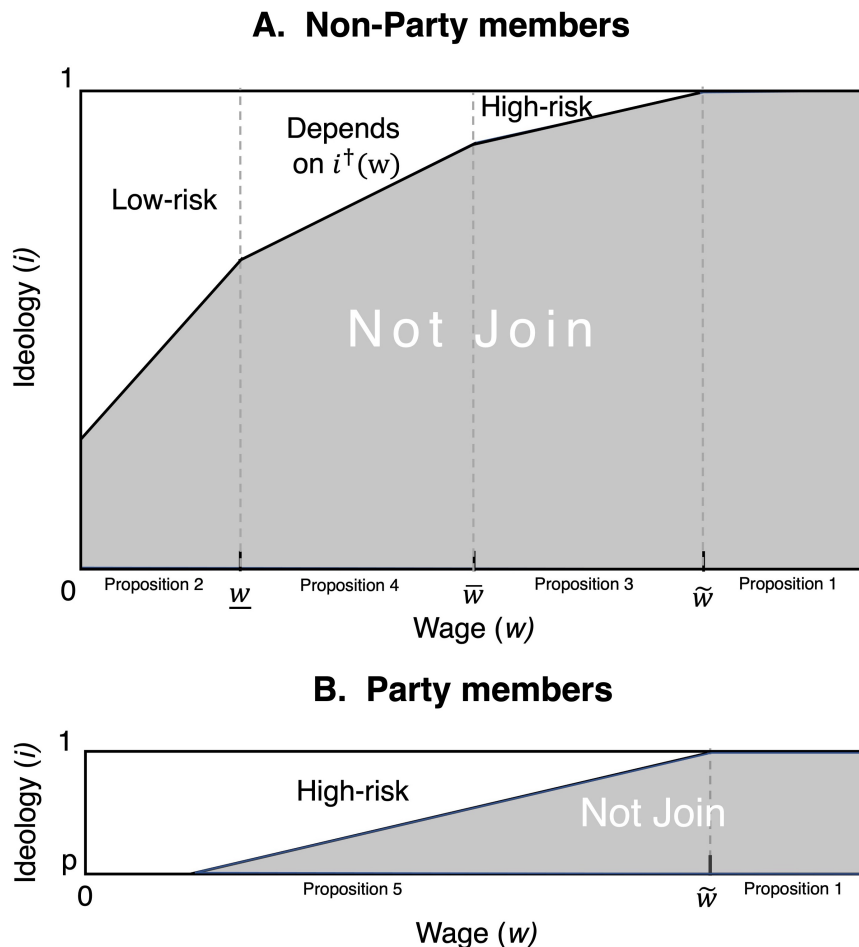 A. Non-Party members
1
High-risk
Depends
on i†(w)
Low-risk
Ideology (i)
Not Join
0
Proposition 2
w̲
Proposition 4
w̅
Proposition 3
w̃
Proposition 1
Wage (w)
B. Party members
1
High-risk
Not Join
Ideology (i)
p
0
Proposition 5
w̃
Proposition 1
Wage (w)